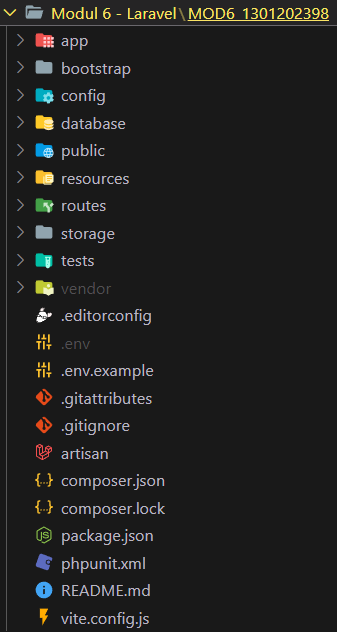 Modul 6 - Laravel\MOD6_1301202398
app
bootstrap
config
database
public
resources
routes
storage
tests
vendor
.editorconfig
.env
.env.example
.gitattributes
.gitignore
artisan
composer.json
composer.lock
package.json
phpunit.xml
README.md
vite.config.js